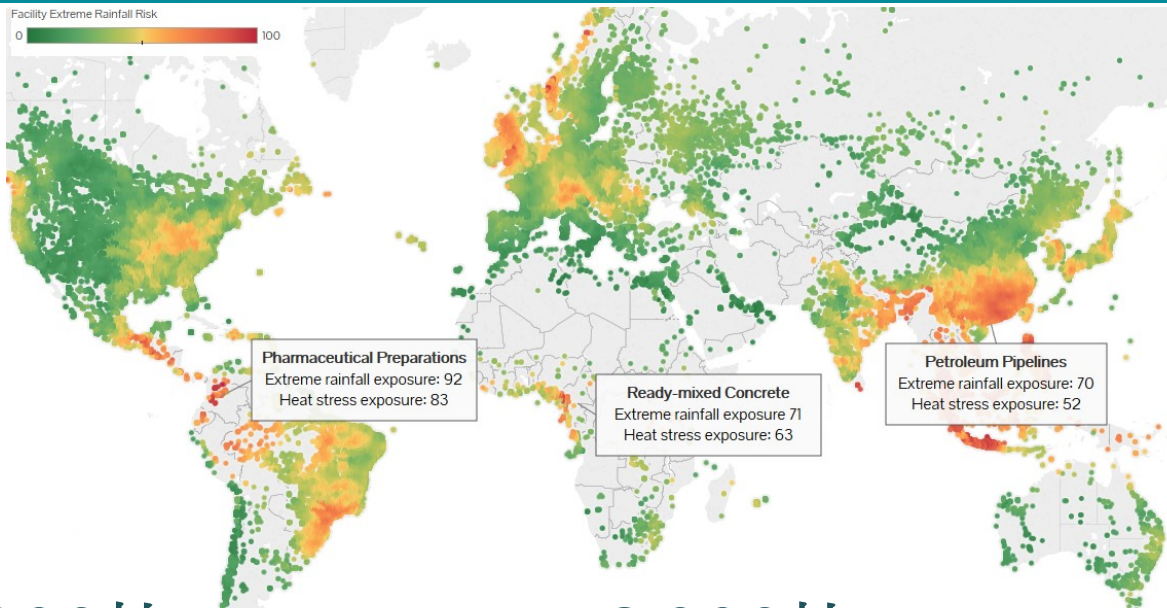 Facility Extreme Rainfall Risk
0 100
Pharmaceutical Preparations
Extreme rainfall exposure: 92
Heat stress exposure: 83
Ready-mixed Concrete
Extreme rainfall exposure 71
Heat stress exposure: 63
Petroleum Pipelines
Extreme rainfall exposure: 70
Heat stress exposure: 52